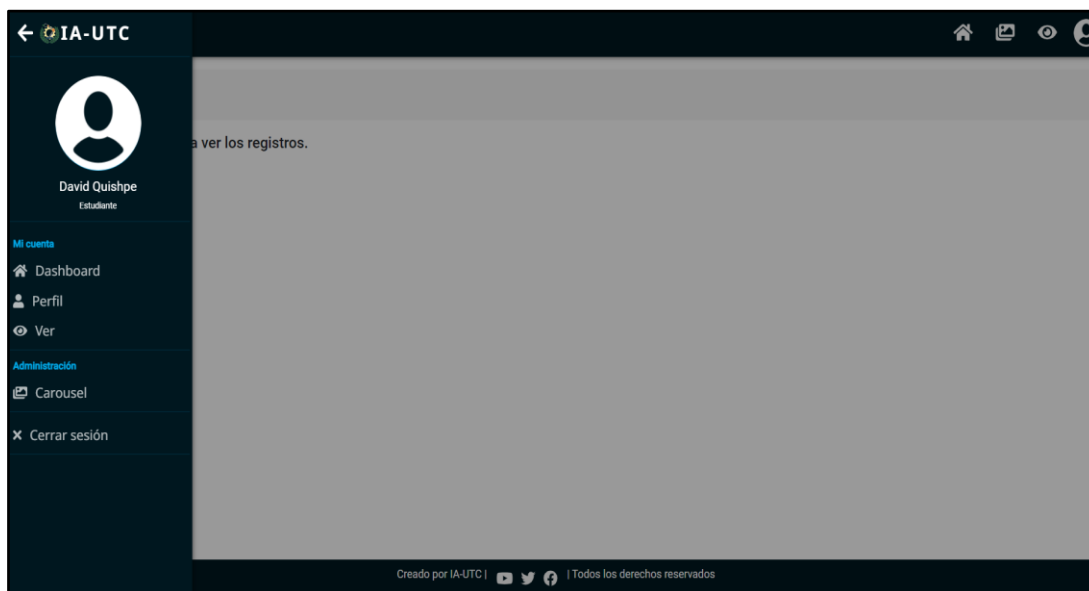 IA-UTC
David Quishpe
Estudiante
a ver los registros.
Mi cuenta
Dashboard
Perfil
Ver
Administración
Carousel
Cerrar sesión
Creado por IA-UTC | | Todos los derechos reservados